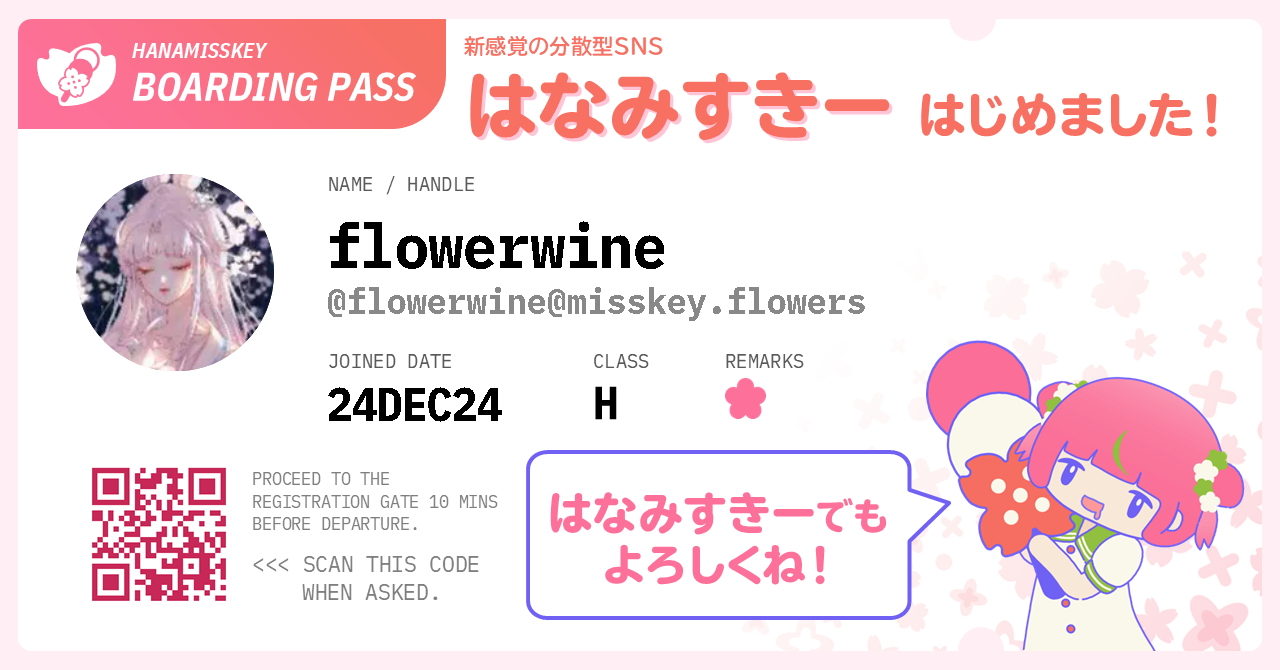 HANAMISSKEY
BOARDING PASS
新感覚の分散型SNS
はなみすきー はじめました！
NAME / HANDLE
flowerwine
@flowerwine@misskey.flowers
JOINED DATE
24DEC24
CLASS
H
REMARKS
PROCEED TO THE
REGISTRATION GATE 10 MINS
BEFORE DEPARTURE.
<<< SCAN THIS CODE
WHEN ASKED.
はなみすきーでも
よろしくね！